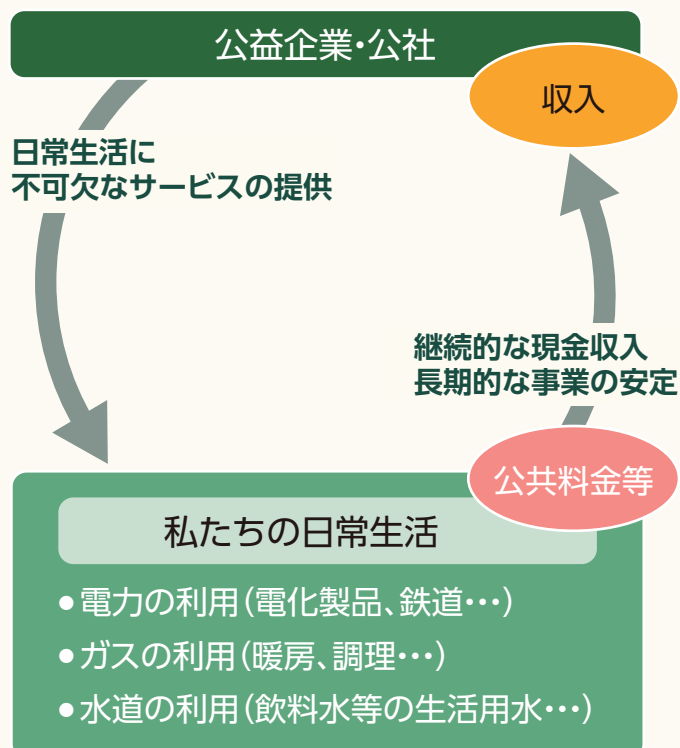 公益企業・公社
収入
日常生活に
不可欠なサービスの提供
継続的な現金収入
長期的な事業の安定
公共料金等
私たちの日常生活
●電力の利用(電化製品、鉄道・・・)
●ガスの利用(暖房、調理・・・)
●水道の利用(飲料水等の生活用水・・・)